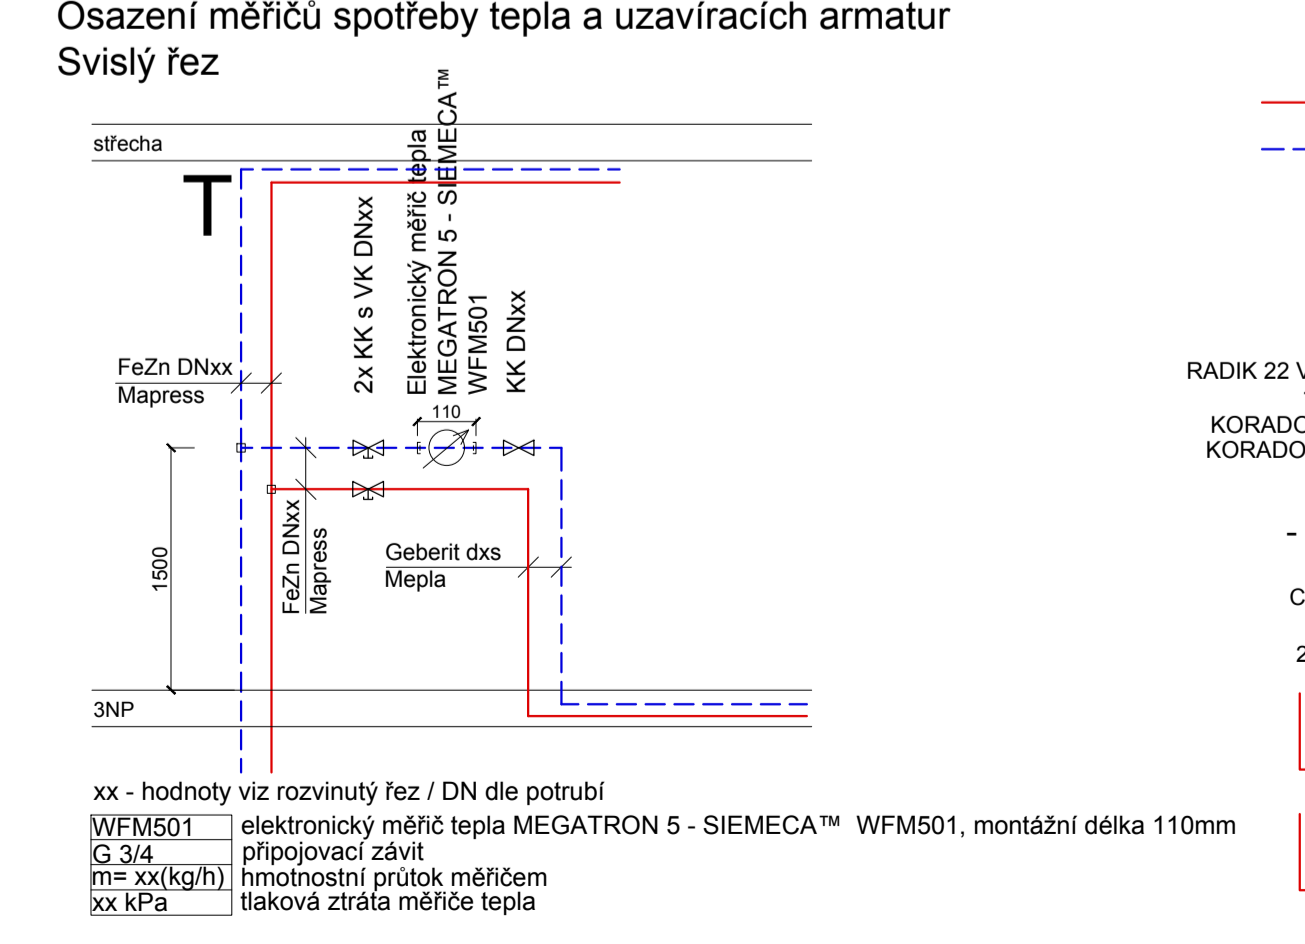 Osazení měřičů spotřeby tepla a uzavíracích armatur
Svislý řez
střecha
T
2x KK s VK DNxx
Elektronický měřič tepla
MEGATRON 5 - SIEMECA™
WFM501
KK DNxx
FeZn DNxx
Mapress
110
1500
FeZn DNxx
Mapress
Geberit dxs
Mepla
3NP
xx - hodnoty viz rozvinutý řez / DN dle potrubí
WFM501 elektronický měřič tepla MEGATRON 5 - SIEMECA™ WFM501, montážní délka 110mm
G 3/4 připojovací závit
m= xx(kg/h) hmotnostní průtok měřičem
xx kPa tlaková ztráta měřiče tepla
RADIK 22 V
KORADO
KORADO
-
C
2